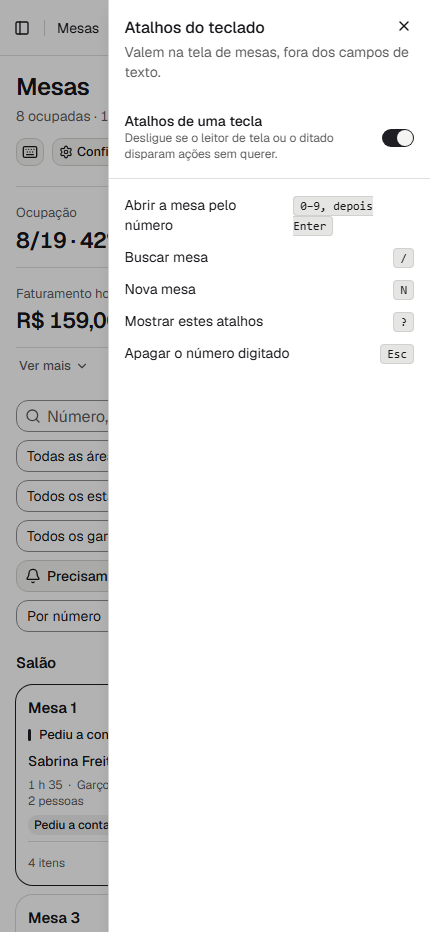 Mesas
Mesas
8 ocupadas · 1
Confi
Ocupação
8/19 · 42
Faturamento ho
R$ 159,0
Ver mais
Número,
Todas as áre
Todos os est
Todos os gar
Precisam
Por número
Salão
Mesa 1
Pediu a con
Sabrina Freit
1 h 35 · Garço
2 pessoas
Pediu a conta
4 itens
Mesa 3
Atalhos do teclado
Valem na tela de mesas, fora dos campos de
texto.
Atalhos de uma tecla
Desligue se o leitor de tela ou o ditado
disparam ações sem querer.
Abrir a mesa pelo
número
0–9, depois
Enter
Buscar mesa
/
Nova mesa
N
Mostrar estes atalhos
?
Apagar o número digitado
Esc